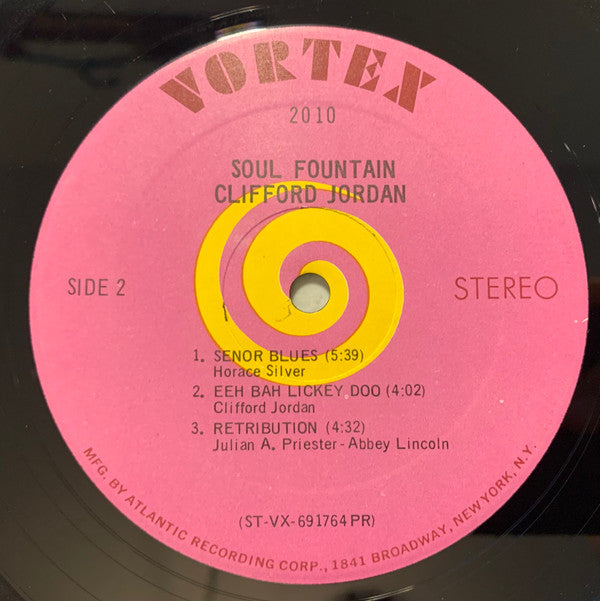 VORTEX
2010
SOUL FOUNTAIN
CLIFFORD JORDAN
SIDE 2
STEREO
1. SENOR BLUES (5:39)
Horace Silver
2. EEH BAH LICKEY DOO (4:02)
Clifford Jordan
3. RETRIBUTION (4:32)
Julian A. Priester-Abbey Lincoln
(ST-VX-691764PR)
MFG. BY ATLANTIC RECORDING CORP., 1841 BROADWAY, NEW YORK, N.Y.